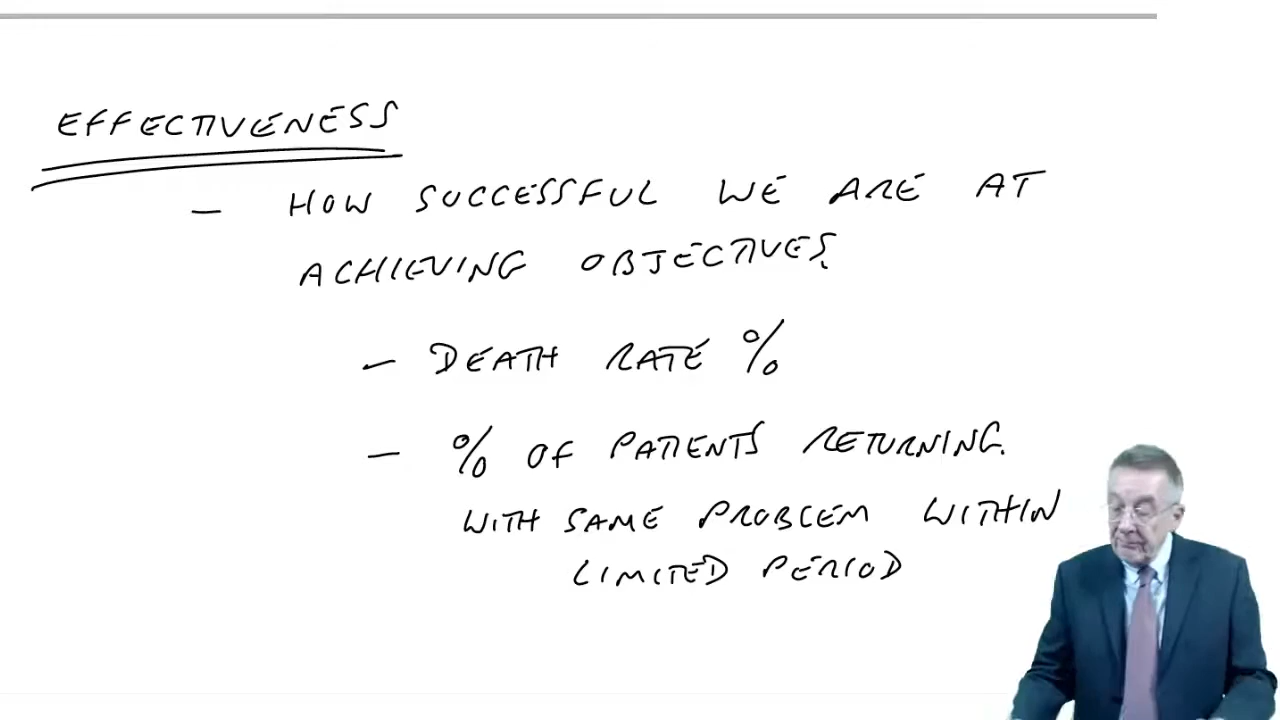 EFFECTIVENESS
- HOW SUCCESSFUL WE ARE AT
ACHIEVING OBJECTIVES
- DEATH RATE %
- % OF PATIENTS RETURNING.
WITH SAME PROBLEM WITHIN
LIMITED PERIOD